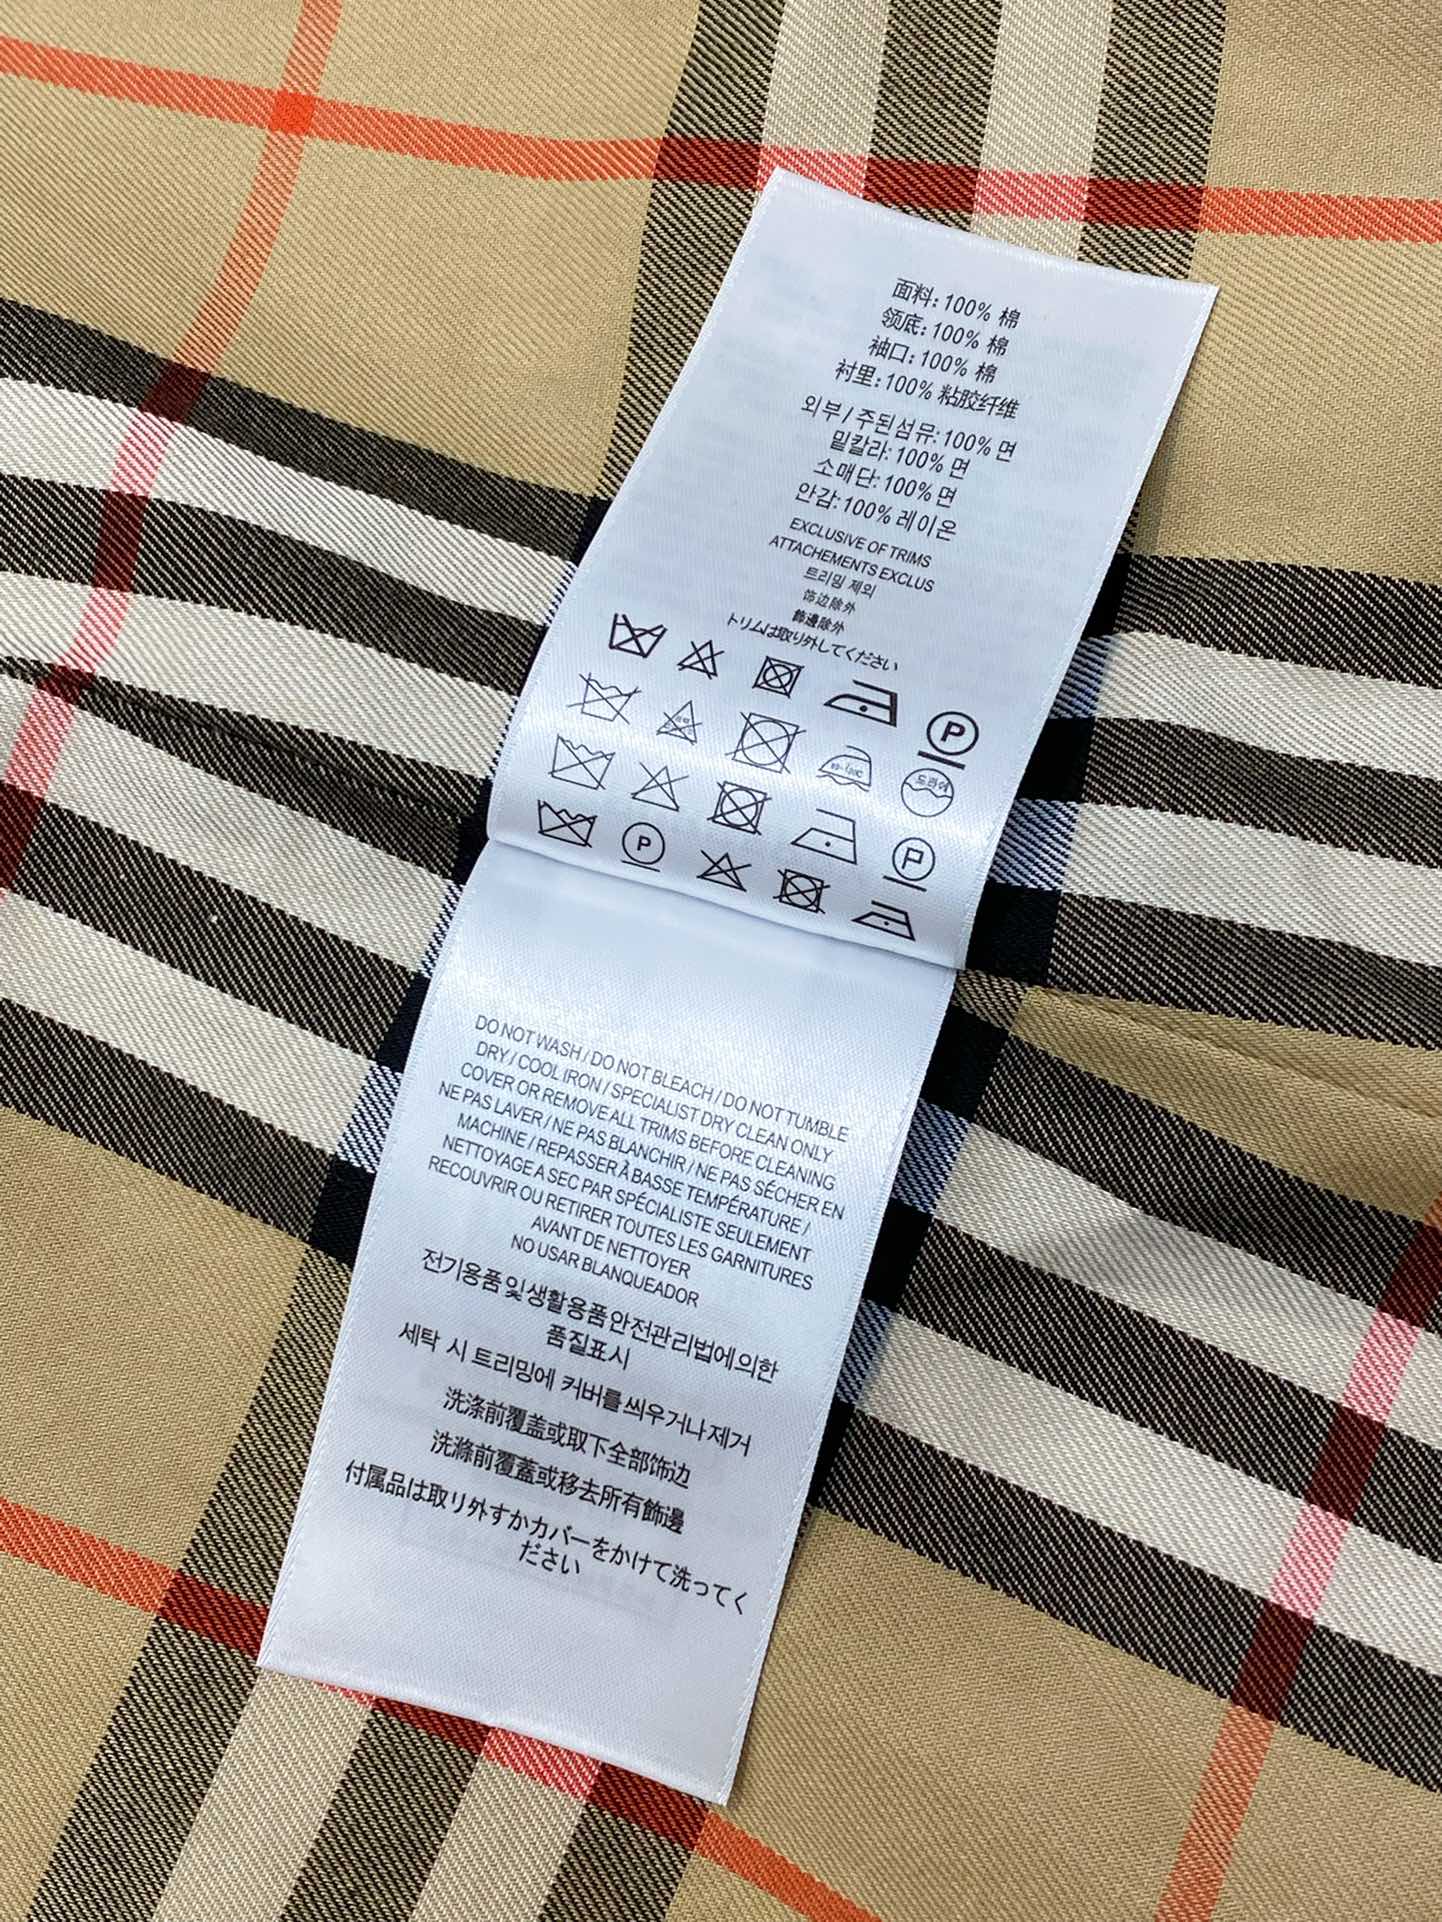 面料: 100% 棉
领底: 100% 棉
袖口: 100% 棉
衬里: 100% 粘胶纤维
외부 / 주된섬유: 100% 면
밑칼라: 100% 면
소매단: 100% 면
안감: 100% 레이온
EXCLUSIVE OF TRIMS
ATTACHEMENTS EXCLUS
트리밍 제외
饰边除外
飾邊除外
トリムは取り外してください
P
80~120℃
드라이
P
P
DO NOT WASH / DO NOT BLEACH / DO NOT TUMBLE
DRY / COOL IRON / SPECIALIST DRY CLEAN ONLY
COVER OR REMOVE ALL TRIMS BEFORE CLEANING
NE PAS LAVER / NE PAS BLANCHIR / NE PAS SÉCHER EN
MACHINE / REPASSER À BASSE TEMPÉRATURE /
NETTOYAGE A SEC PAR SPÉCIALISTE SEULEMENT
RECOUVRIR OU RETIRER TOUTES LES GARNITURES
AVANT DE NETTOYER
NO USAR BLANQUEADOR
전기용품 및 생활용품 안전관리법에의한
품질표시
세탁 시 트리밍에 커버를 씌우거나 제거
洗涤前覆盖或取下全部饰边
洗滌前覆蓋或移去所有飾邊
付属品は取り外すかカバーをかけて洗ってく
ださい